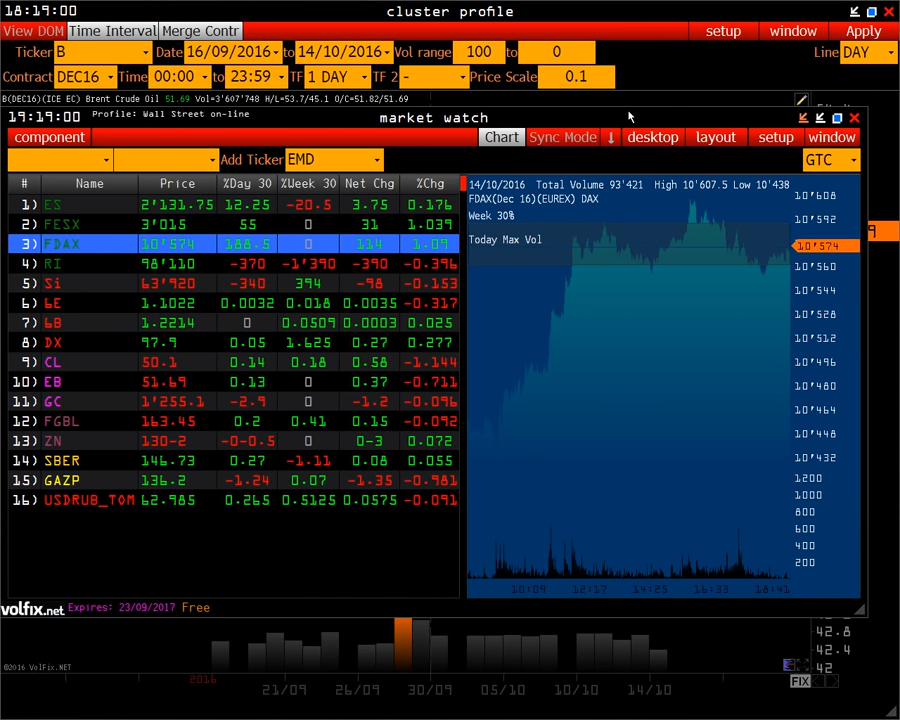 18:19:00 cluster profile
View DOM Time Interval Merge Contr setup window Apply
Ticker B Date 16/09/2016 to 14/10/2016 Vol range 100 to 0 Line DAY
Contract DEC16 Time 00:00 to 23:59 TF 1 DAY TF 2 - Price Scale 0.1
B(DEC16)(ICE EC) Brent Crude Oil 51.69 Vol=3'607'748 H/L=53.7/45.1 O/C=51.82/51.69
19:19:00 Profile: Wall Street on-line market watch
component Chart Sync Mode ↓ desktop layout setup window
Add Ticker EMD GTC
# Name Price %Day 30 %Week 30 Net Chg %Chg
1) ES 2'131.75 12.25 -20.5 3.75 0.176
2) FESX 3'015 55 0 31 1.039
3) FDAX 10'574 188.5 0 114 1.09
4) RI 98'110 -370 -1'390 -390 -0.396
5) Si 63'920 -340 394 -98 -0.153
6) 6E 1.1022 0.0032 0.018 0.0035 -0.317
7) 6B 1.2214 0 0.0509 0.0003 0.025
8) DX 97.9 0.05 1.625 0.27 0.277
9) CL 50.1 0.14 0.18 0.58 -1.144
10) EB 51.69 0.13 0 0.37 -0.711
11) GC 1'255.1 -2.9 0 -1.2 -0.096
12) FGBL 163.45 0.2 0.41 0.15 -0.092
13) ZN 130-2 -0-0.5 0 0-3 0.072
14) SBER 146.73 0.27 -1.11 0.08 0.055
15) GAZP 136.2 -1.24 0.07 -1.35 -0.981
16) USDRUB_TOM 62.985 0.265 0.5125 0.0575 -0.091
14/10/2016 Total Volume 93'421 High 10'607.5 Low 10'438
FDAX(Dec 16)(EUREX) DAX
Week 30%
Today Max Vol
10'608
10'592
9
10'574
10'560
10'544
10'528
10'512
10'496
10'480
10'464
10'448
10'432
1200
1000
800
600
400
200
10:09 12:17 14:25 16:33 18:41
volfix.net Expires: 23/09/2017 Free
42.8
42.4
42
©2016 VolFix.NET
FIX
2016
21/09 26/09 30/09 05/10 10/10 14/10